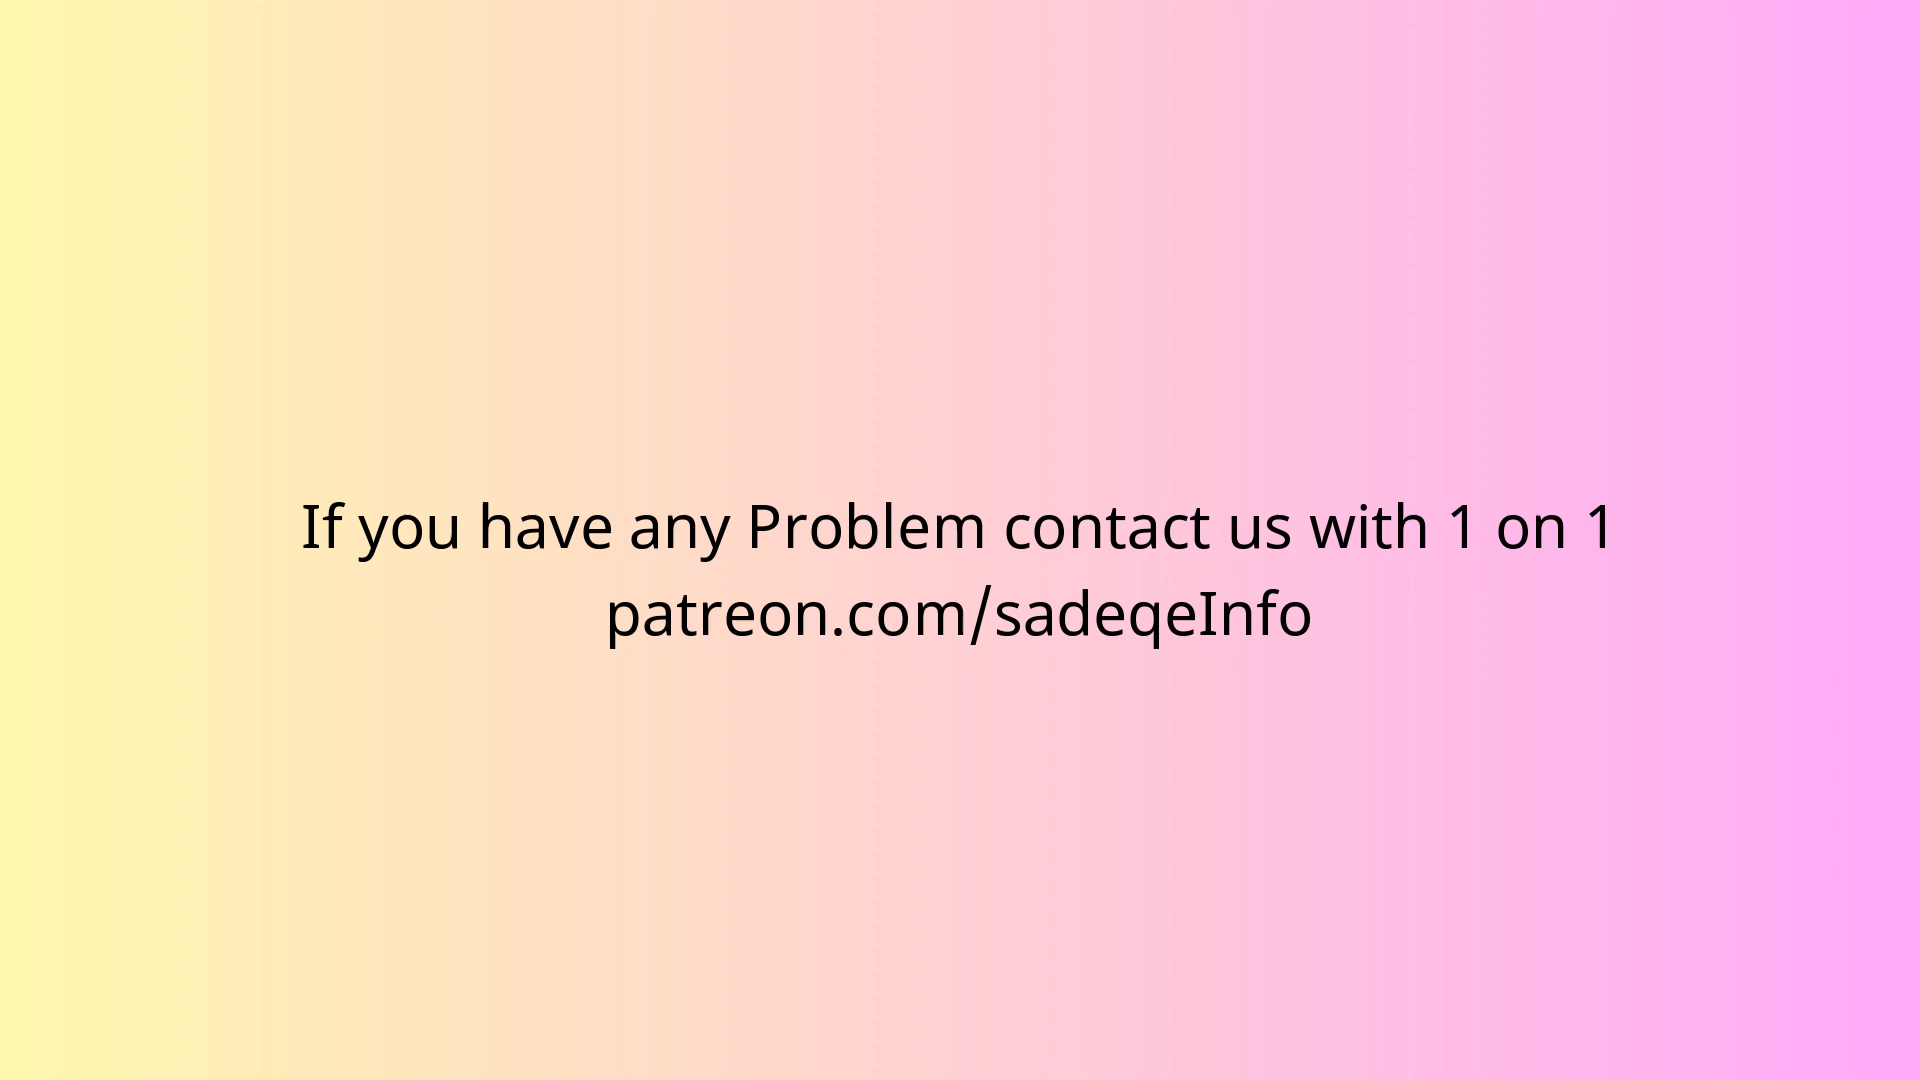 If you have any Problem contact us with 1 on 1
patreon.com/sadeqeInfo